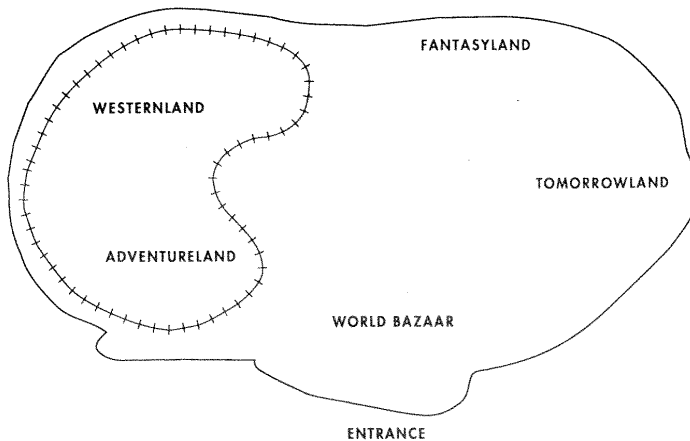 FANTASYLAND
WESTERNLAND
TOMORROWLAND
ADVENTURELAND
WORLD BAZAAR
ENTRANCE